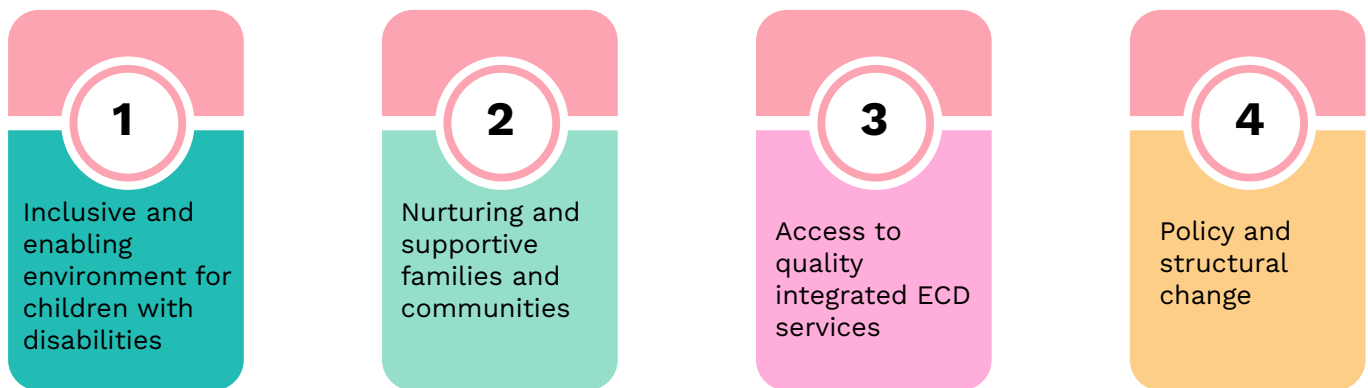 1
Inclusive and
enabling
environment for
children with
disabilities
2
Nurturing and
supportive
families and
communities
3
Access to
quality
integrated ECD
services
4
Policy and
structural
change